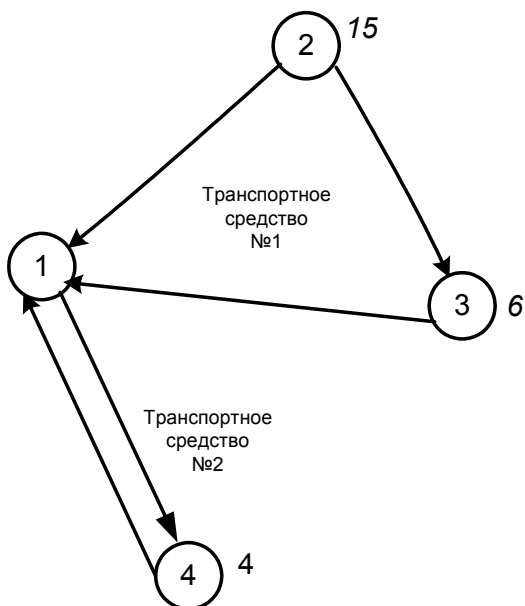 2 15
Транспортное
средство
№1
1
3 6
Транспортное
средство
№2
4 4